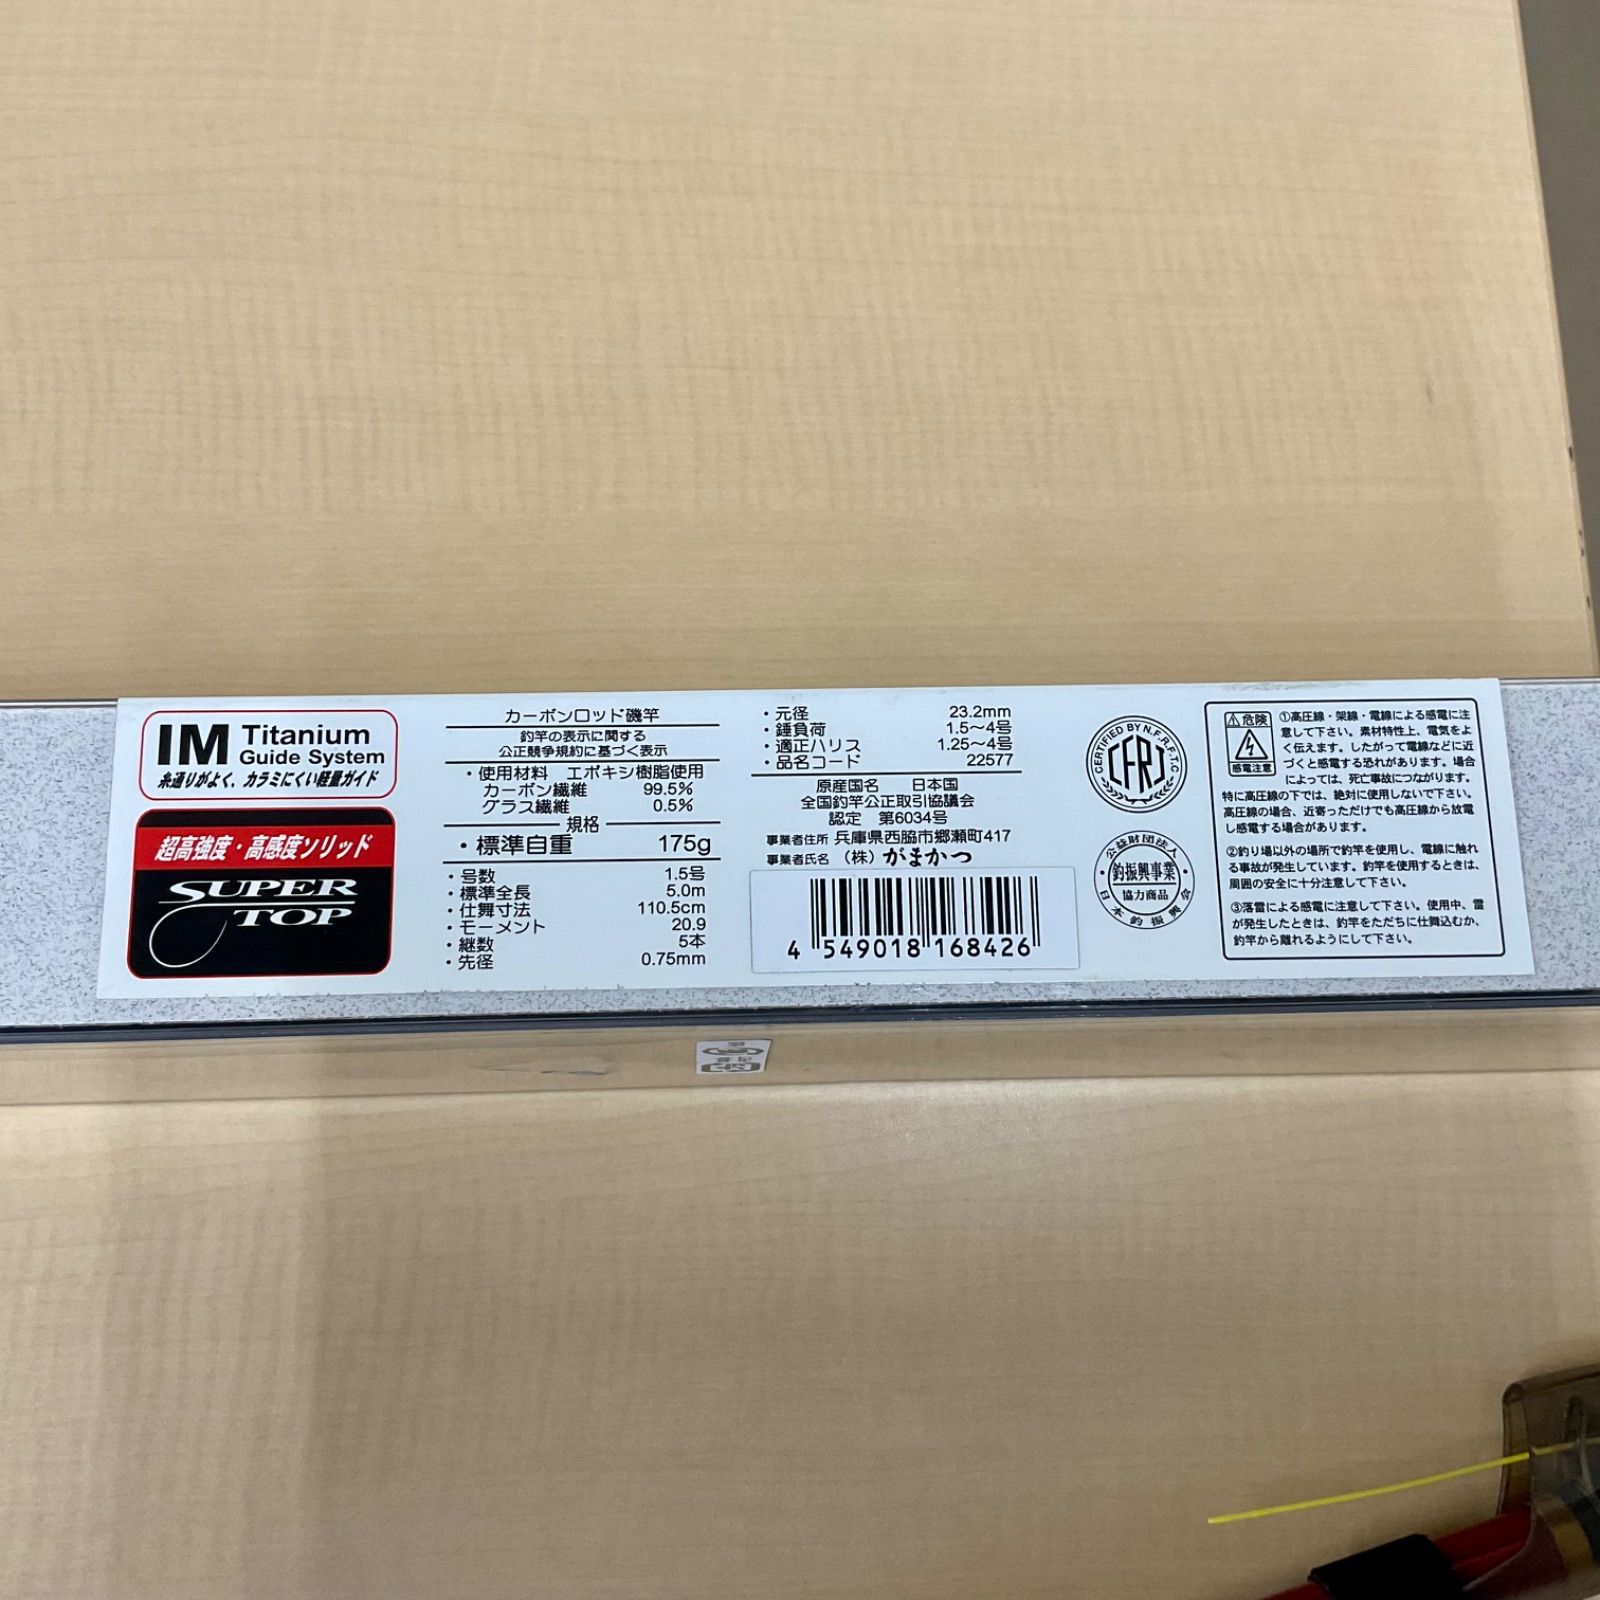 IM Titanium
Guide System
糸通りがよく、カラミにくい軽量ガイド
超高強度・高感度ソリッド
SUPER
TOP
カーボンロッド磯竿
釣竿の表示に関する
公正競争規約に基づく表示
・使用材料 エポキシ樹脂使用
カーボン繊維 99.5%
グラス繊維 0.5%
規格
・標準自重 175g
・号数 1.5号
・標準全長 5.0m
・仕舞寸法 110.5cm
・モーメント 20.9
・継数 5本
・先径 0.75mm
・元径 23.2mm
・錘負荷 1.5〜4号
・適正ハリス 1.25〜4号
・品名コード 22577
原産国名 日本国
全国釣竿公正取引協議会
認定 第6034号
事業者住所 兵庫県西脇市郷瀬町417
事業者氏名 (株)がまかつ
4 549018 168426
CERTIFIED BY N.F.R.F.T.C
CFRJ
公益財団法人
釣振興事業
協力商品
日本釣振興会
危険
感電注意
①高圧線・架線・電線による感電に注
意して下さい。素材特性上、電気をよ
く伝えます。したがって電線などに近
づくと感電する恐れがあります。場合
によっては、死亡事故につながります。
特に高圧線の下では、絶対に使用しないで下さい。
高圧線の場合、近寄っただけでも高圧線から放電
し感電する場合があります。
②釣り場以外の場所で釣竿を使用し、電線に触れ
る事故が発生しています。釣竿を使用するときは、
周囲の安全に十分注意して下さい。
③落雷による感電に注意して下さい。使用中、雷
が発生したときは、釣竿をただちに仕舞込むか、
釣竿から離れるようにして下さい。